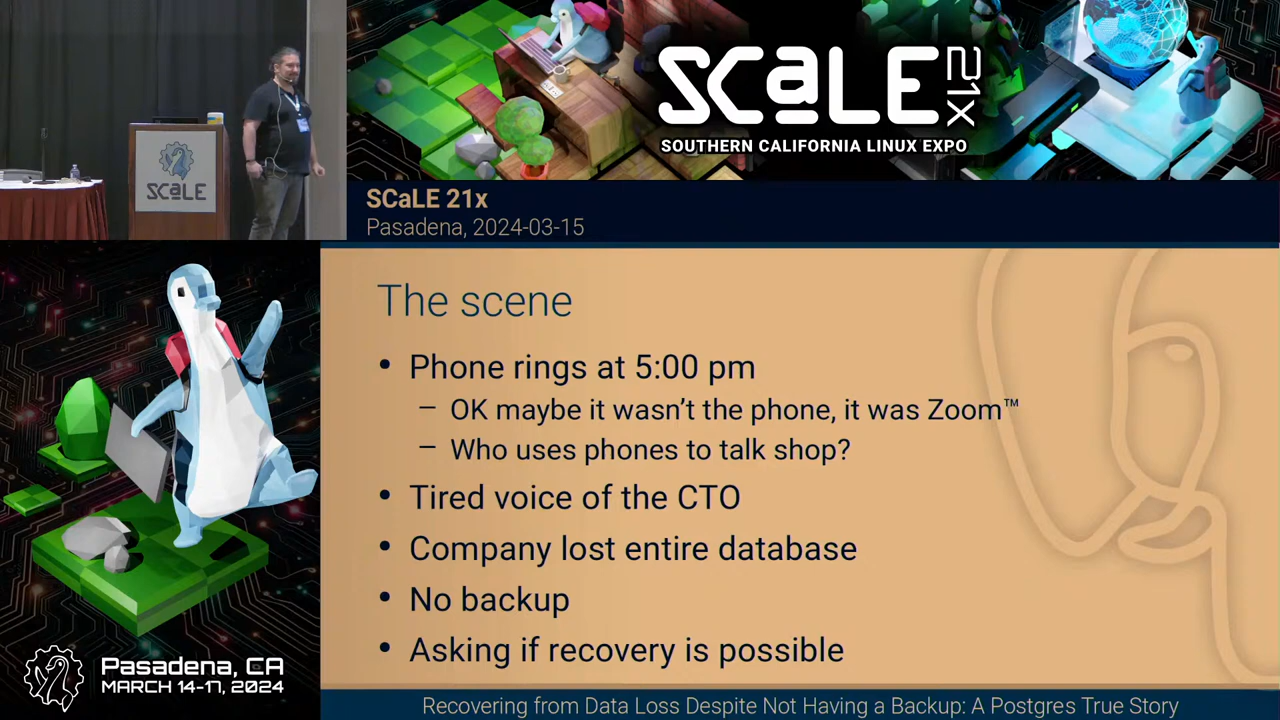 SCaLE
SCaLE 21x
SOUTHERN CALIFORNIA LINUX EXPO
SCaLE 21x
Pasadena, 2024-03-15
The scene
• Phone rings at 5:00 pm
– OK maybe it wasn't the phone, it was Zoom™
– Who uses phones to talk shop?
• Tired voice of the CTO
• Company lost entire database
• No backup
• Asking if recovery is possible
Pasadena, CA
MARCH 14-17, 2024
Recovering from Data Loss Despite Not Having a Backup: A Postgres True Story